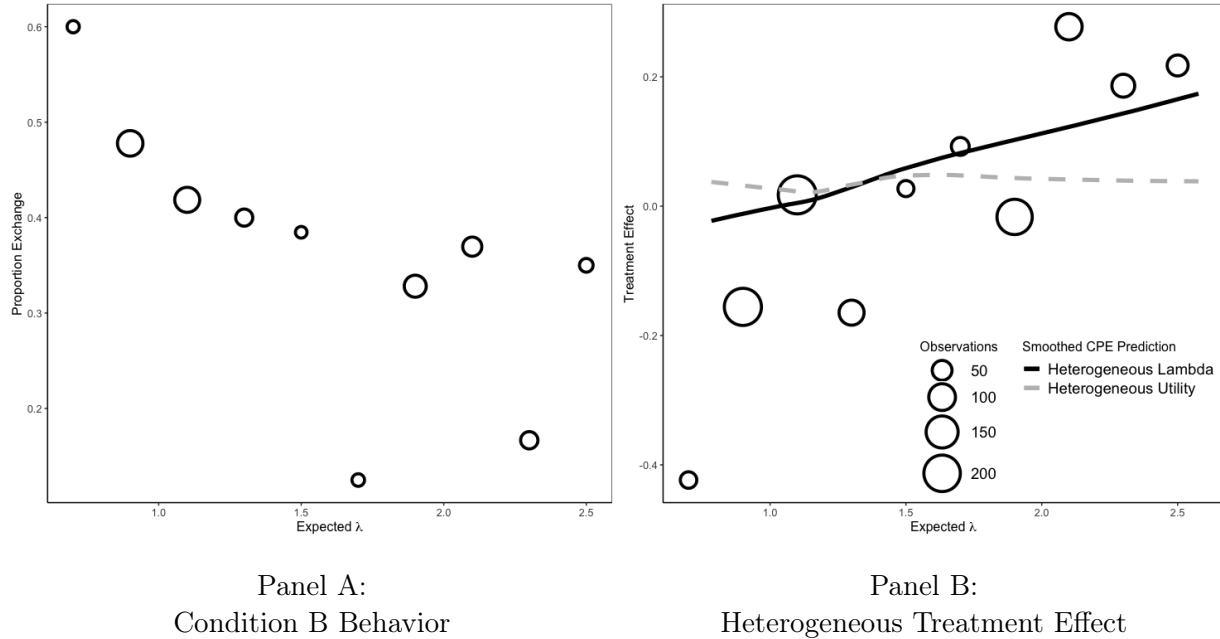 0.6
0.5
0.4
0.3
0.2
Proportion Exchange
1.0
1.5
2.0
2.5
Expected λ
0.2
0.0
-0.2
-0.4
Treatment Effect
Observations
50
100
150
200
Smoothed CPE Prediction
Heterogeneous Lambda
Heterogeneous Utility
1.0
1.5
2.0
2.5
Expected λ
Panel A:
Condition B Behavior
Panel B:
Heterogeneous Treatment Effect